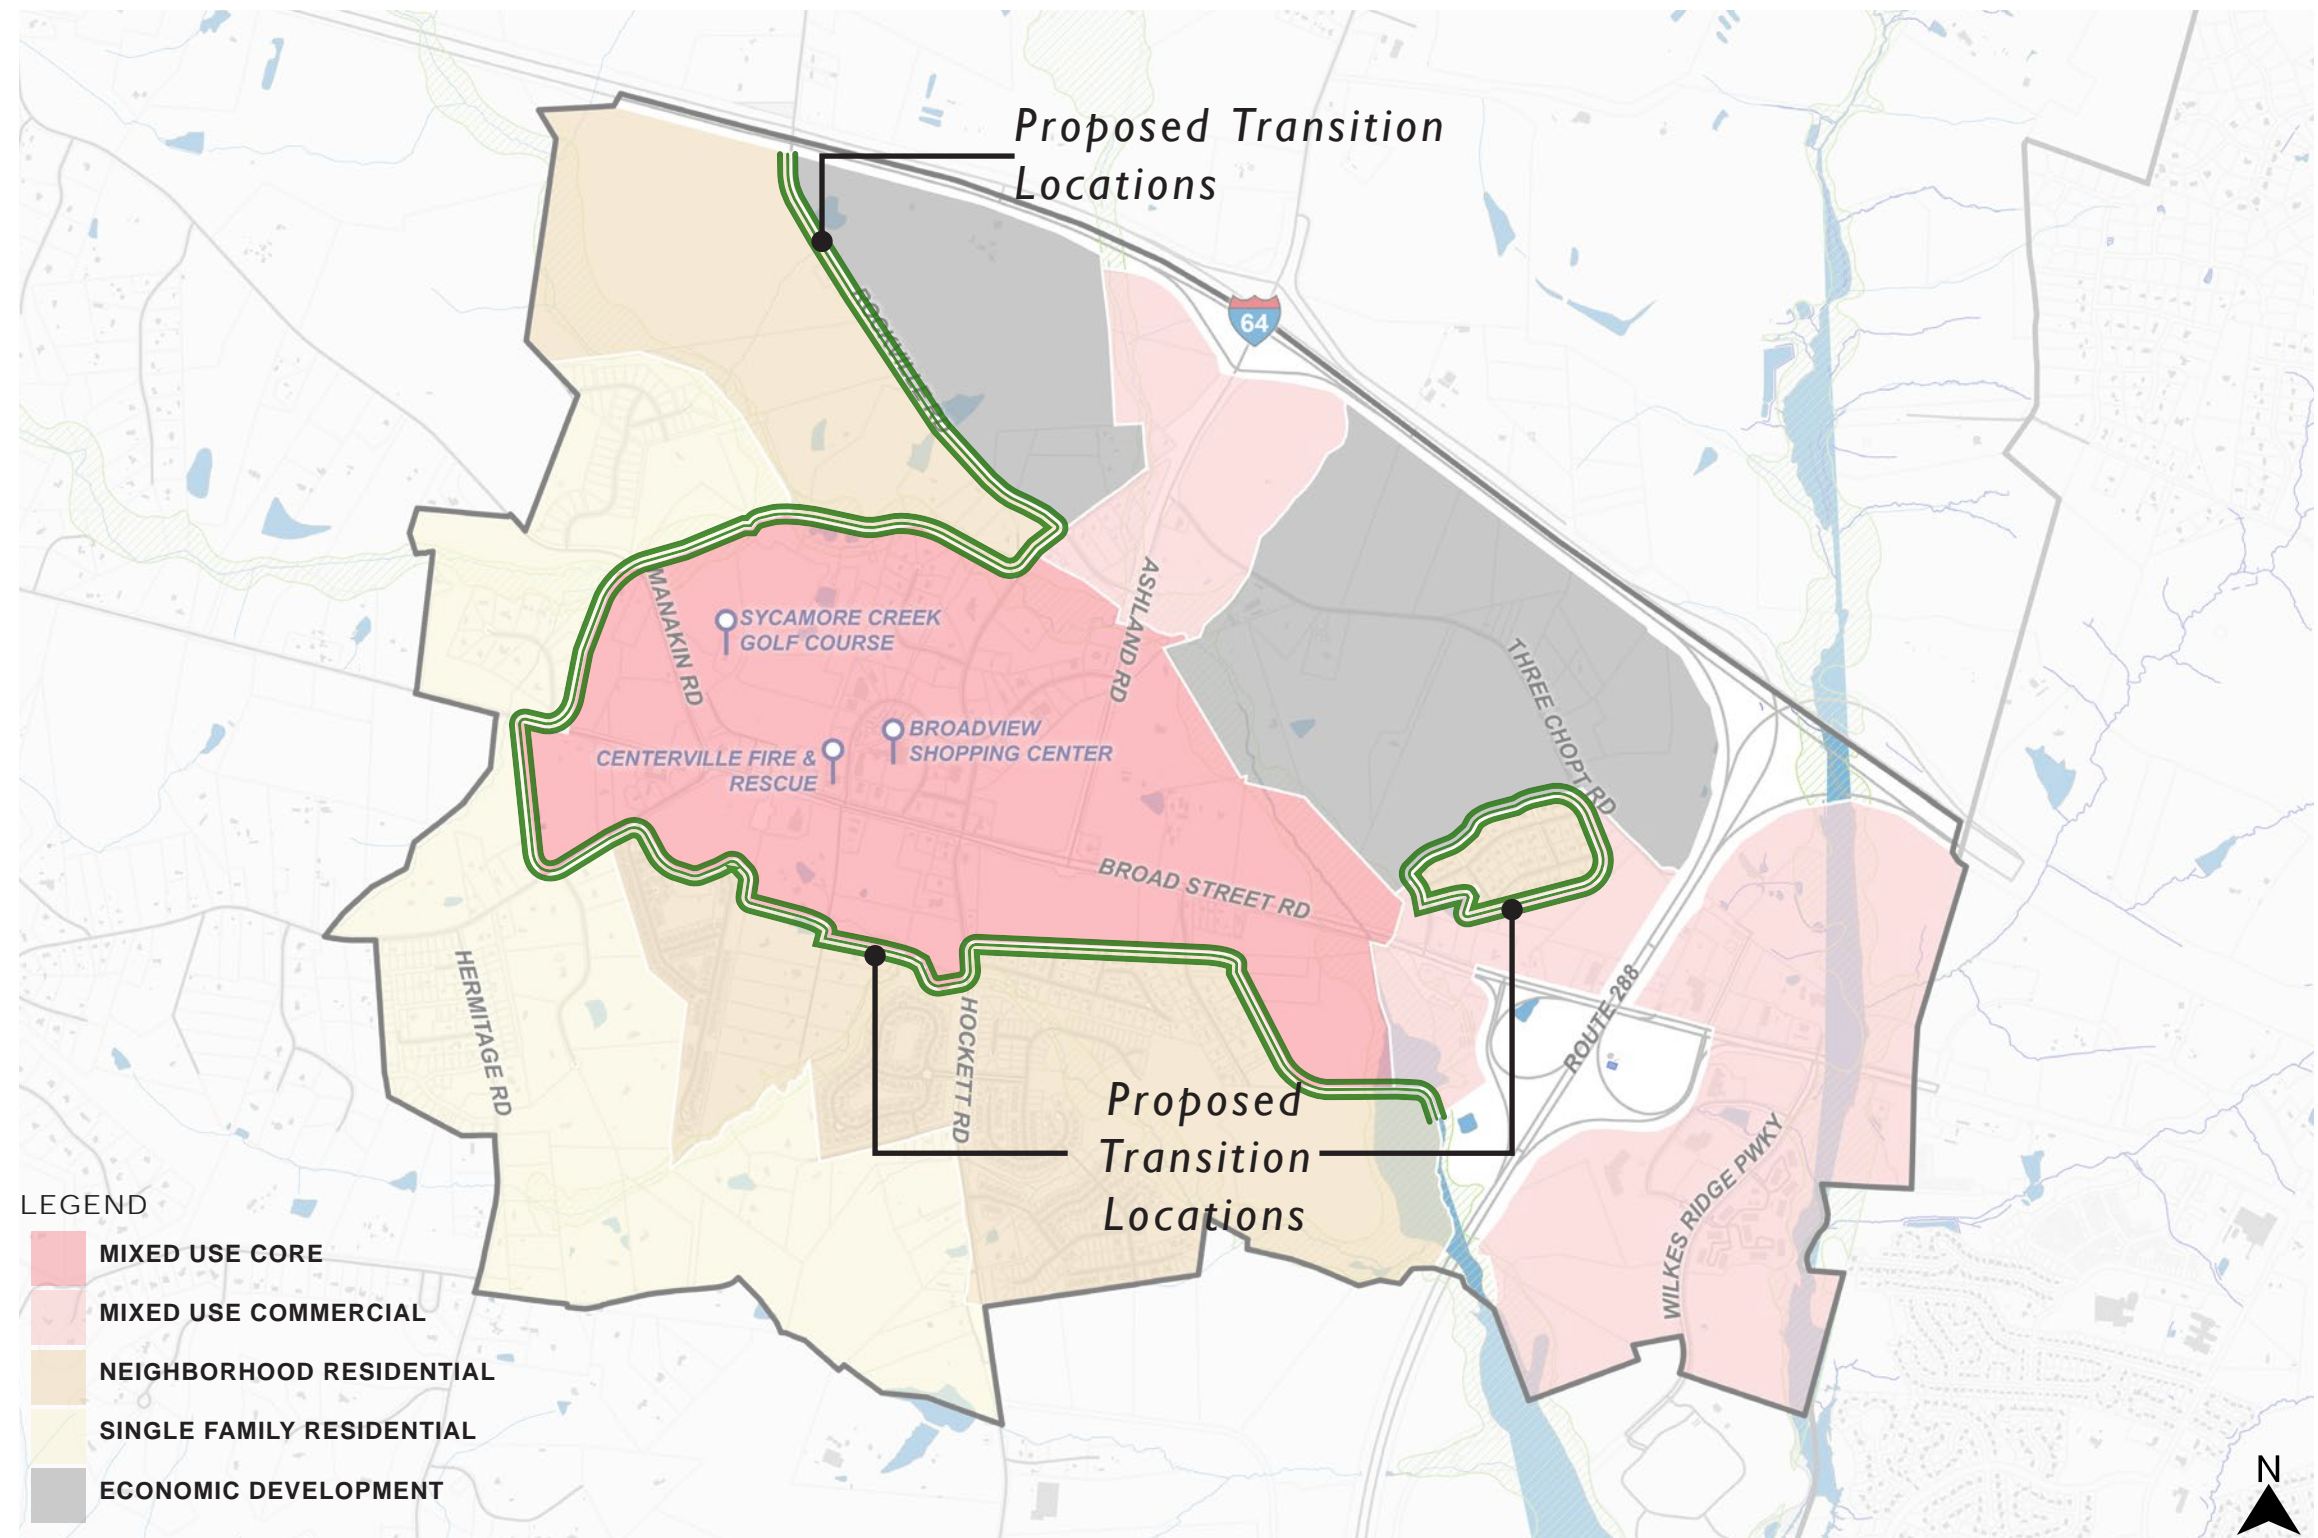 Proposed Transition
Locations
64
ASHLAND RD
MANAKIN RD
SYCAMORE CREEK
GOLF COURSE
THREE CHOPT RD
BROADVIEW
SHOPPING CENTER
CENTERVILLE FIRE &
RESCUE
BROAD STREET RD
HERMITAGE RD
HOCKETT RD
ROUTE 288
Proposed
Transition
Locations
WILKES RIDGE PWKY
LEGEND
MIXED USE CORE
MIXED USE COMMERCIAL
NEIGHBORHOOD RESIDENTIAL
SINGLE FAMILY RESIDENTIAL
ECONOMIC DEVELOPMENT
N